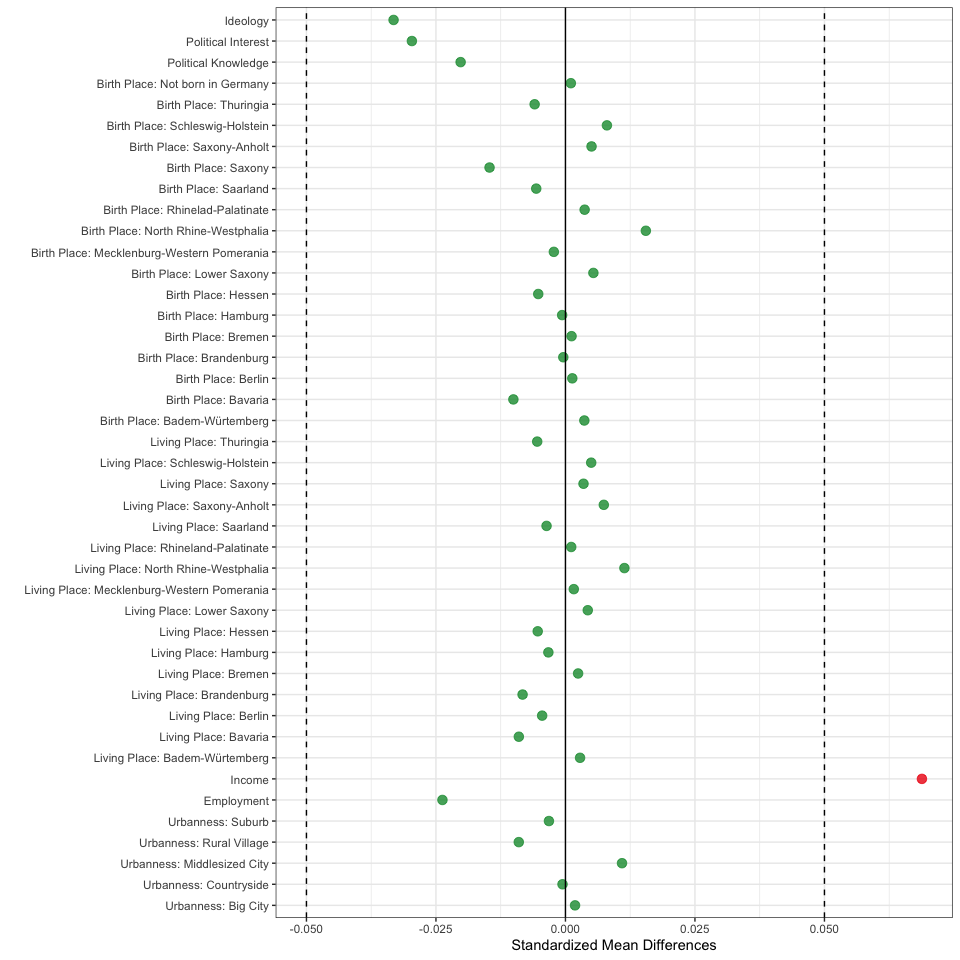 Ideology
Political Interest
Political Knowledge
Birth Place: Not born in Germany
Birth Place: Thuringia
Birth Place: Schleswig-Holstein
Birth Place: Saxony-Anholt
Birth Place: Saxony
Birth Place: Saarland
Birth Place: Rhinelad-Palatinate
Birth Place: North Rhine-Westphalia
Birth Place: Mecklenburg-Western Pomerania
Birth Place: Lower Saxony
Birth Place: Hessen
Birth Place: Hamburg
Birth Place: Bremen
Birth Place: Brandenburg
Birth Place: Berlin
Birth Place: Bavaria
Birth Place: Badem-Würtemberg
Living Place: Thuringia
Living Place: Schleswig-Holstein
Living Place: Saxony
Living Place: Saxony-Anholt
Living Place: Saarland
Living Place: Rhineland-Palatinate
Living Place: North Rhine-Westphalia
Living Place: Mecklenburg-Western Pomerania
Living Place: Lower Saxony
Living Place: Hessen
Living Place: Hamburg
Living Place: Bremen
Living Place: Brandenburg
Living Place: Berlin
Living Place: Bavaria
Living Place: Badem-Würtemberg
Income
Employment
Urbanness: Suburb
Urbanness: Rural Village
Urbanness: Middlesized City
Urbanness: Countryside
Urbanness: Big City
-0.050 -0.025 0.000 0.025 0.050
Standardized Mean Differences